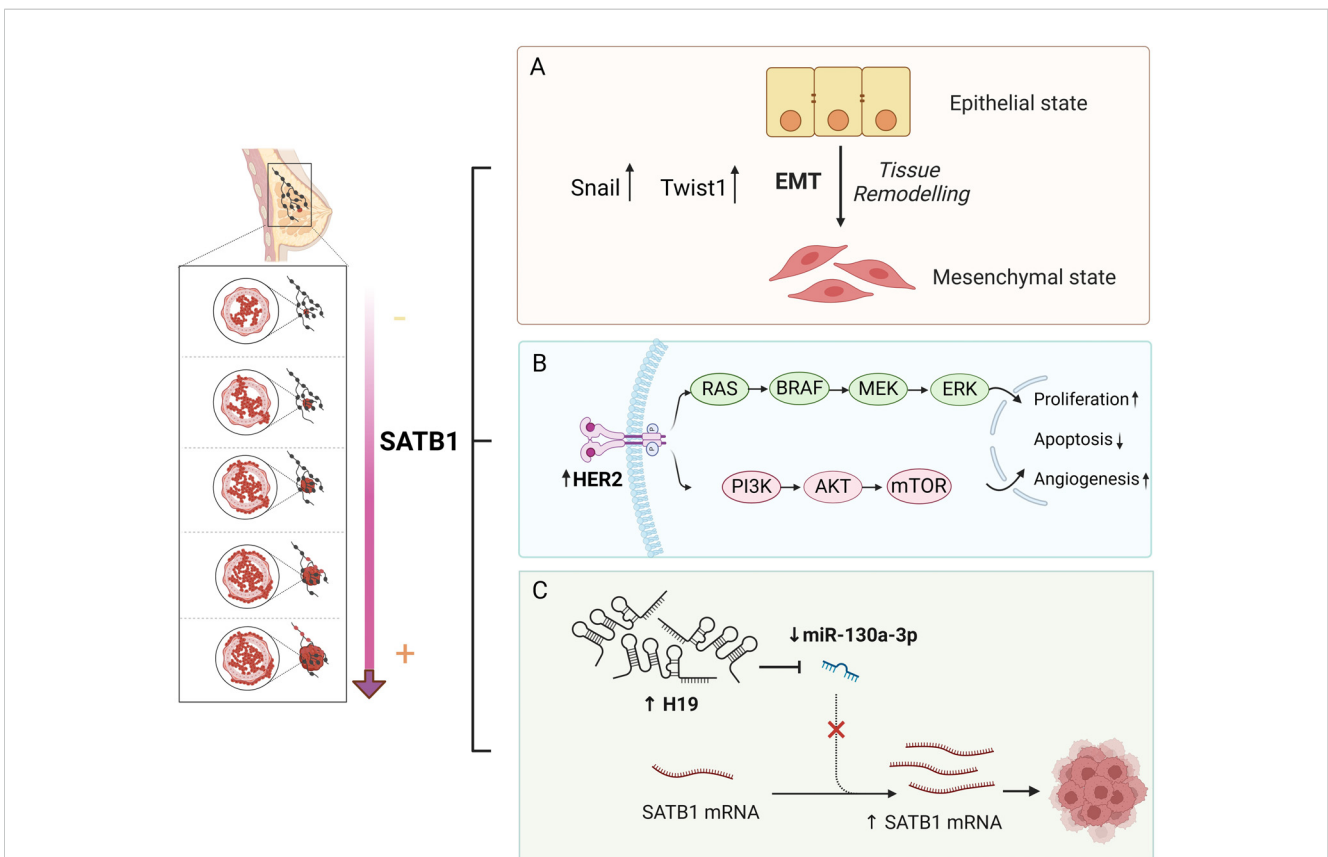 A
Epithelial state
Snail↑ Twist1↑ EMT
Tissue
Remodelling
Mesenchymal state
−
SATB1
+
B
RAS BRAF MEK ERK
Proliferation↑
Apoptosis↓
Angiogenesis↑
P
P
↑HER2
PI3K AKT mTOR
C
↓miR-130a-3p
↑ H19
SATB1 mRNA
↑ SATB1 mRNA